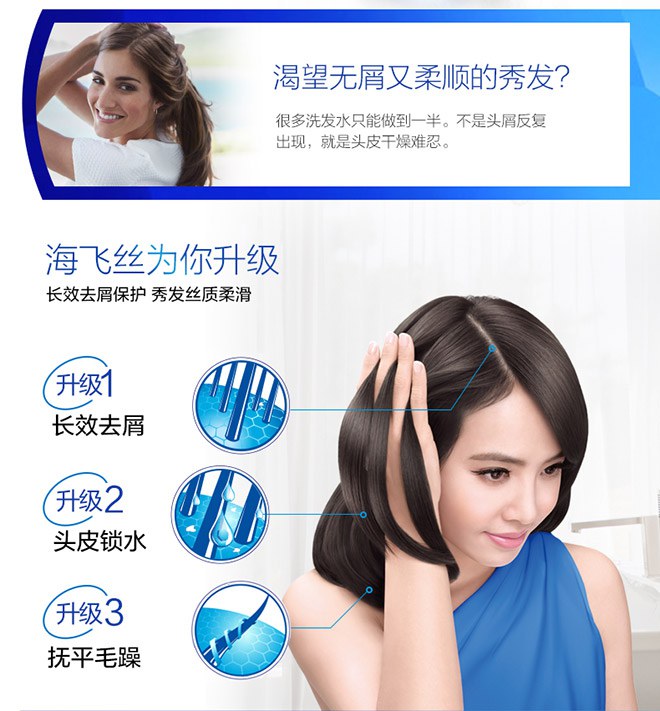 渴望无屑又柔顺的秀发?
很多洗发水只能做到一半。不是头屑反复
出现，就是头皮干燥难忍。
海飞丝为你升级
长效去屑保护 秀发丝质柔滑
升级1
长效去屑
升级2
头皮锁水
升级3
抚平毛躁